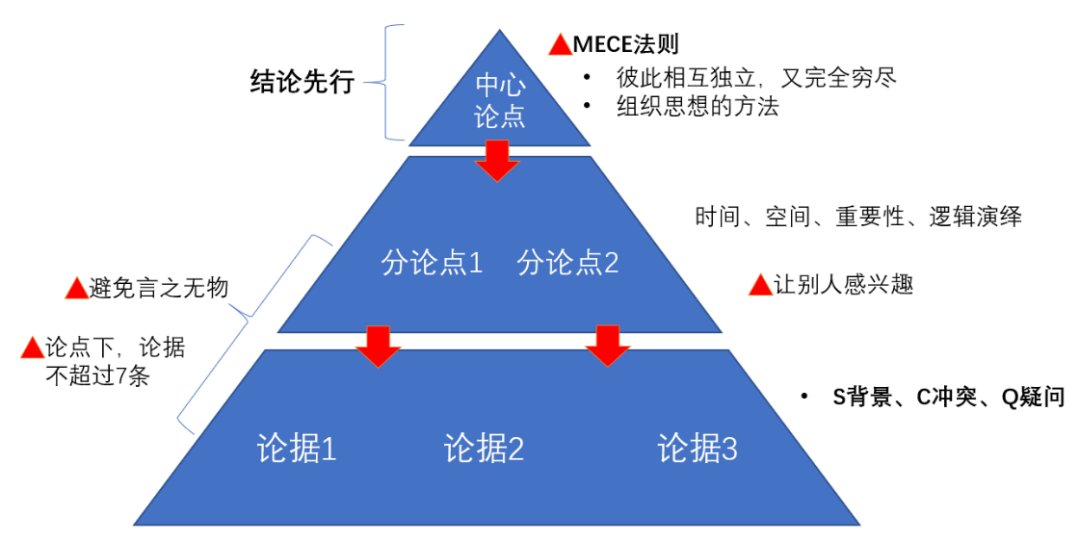 ▲MECE法则
• 彼此相互独立，又完全穷尽
• 组织思想的方法
结论先行
中心
论点
时间、空间、重要性、逻辑演绎
分论点1 分论点2
▲避免言之无物
▲让别人感兴趣
▲论点下，论据
不超过7条
• S背景、C冲突、Q疑问
论据1 论据2 论据3